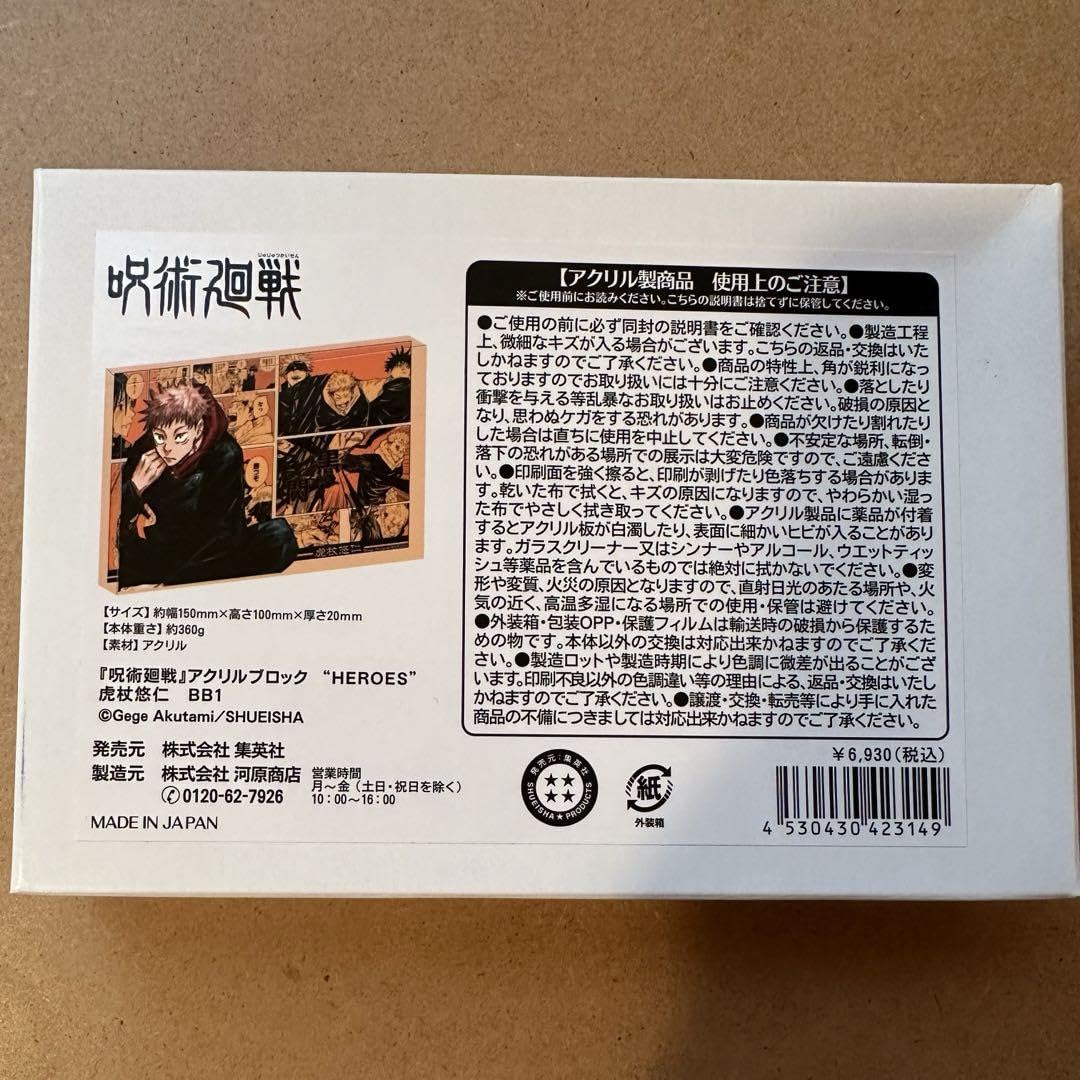 じゅじゅつかいせん
呪術廻戦
虎杖悠仁
【サイズ】約幅150mm×高さ100mm×厚さ20mm
【本体重さ】約360g
【素材】アクリル
『呪術廻戦』アクリルブロック “HEROES”
虎杖悠仁 BB1
©Gege Akutami/SHUEISHA
発売元 株式会社 集英社
製造元 株式会社 河原商店
0120-62-7926
営業時間
月〜金（土日・祝日を除く）
10：00〜16：00
MADE IN JAPAN
【アクリル製商品 使用上のご注意】
※ご使用前にお読みください。こちらの説明書は捨てずに保管してください。
●ご使用の前に必ず同封の説明書をご確認ください。●製造工程
上、微細なキズが入る場合がございます。こちらの返品・交換はいた
しかねますのでご了承ください。●商品の特性上、角が鋭利になっ
ておりますのでお取り扱いには十分にご注意ください。●落としたり
衝撃を与える等乱暴なお取り扱いはお止めください。破損の原因と
なり、思わぬケガをする恐れがあります。●商品が欠けたり割れたり
した場合は直ちに使用を中止してください。●不安定な場所、転倒・
落下の恐れがある場所での展示は大変危険ですので、ご遠慮くださ
い。●印刷面を強く擦ると、印刷が剥げたり色落ちする場合がありま
す。乾いた布で拭くと、キズの原因になりますので、やわらかい湿っ
た布でやさしく拭き取ってください。●アクリル製品に薬品が付着
するとアクリル板が白濁したり、表面に細かいヒビが入ることがあり
ます。ガラスクリーナー又はシンナーやアルコール、ウエットティッ
シュ等薬品を含んでいるものでは絶対に拭かないでください。●変
形や変質、火災の原因となりますので、直射日光のあたる場所や、火
気の近く、高温多湿になる場所での使用・保管は避けてください。
●外装箱・包装OPP・保護フィルムは輸送時の破損から保護するた
めの物です。本体以外の交換は対応出来かねますのでご了承くださ
い。●製造ロットや製造時期により色調に微差が出ることがござ
います。印刷不良以外の色調違い等の理由による、返品・交換はいたし
かねますのでご了承ください。●譲渡・交換・転売等により手に入れた
商品の不備につきましては対応出来かねますのでご了承ください。
発売元：集英社
SHUEISHA★PRODUCTS
紙
外装箱
￥6,930（税込）
4 530430 423149